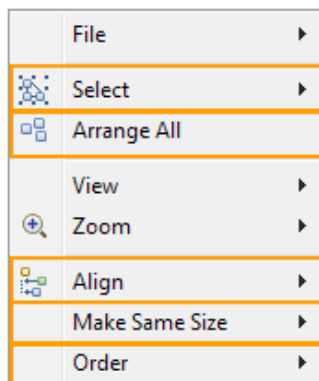 File
Select
Arrange All
View
Zoom
Align
Make Same Size
Order